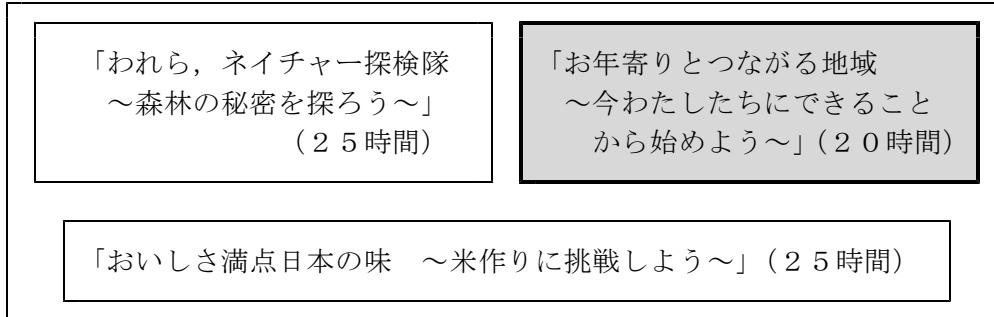 「われら，ネイチャー探検隊
～森林の秘密を探ろう～」
（２５時間）
「お年寄りとつながる地域
～今わたしたちにできること
から始めよう～」（２０時間）
「おいしさ満点日本の味　～米作りに挑戦しよう～」（２５時間）